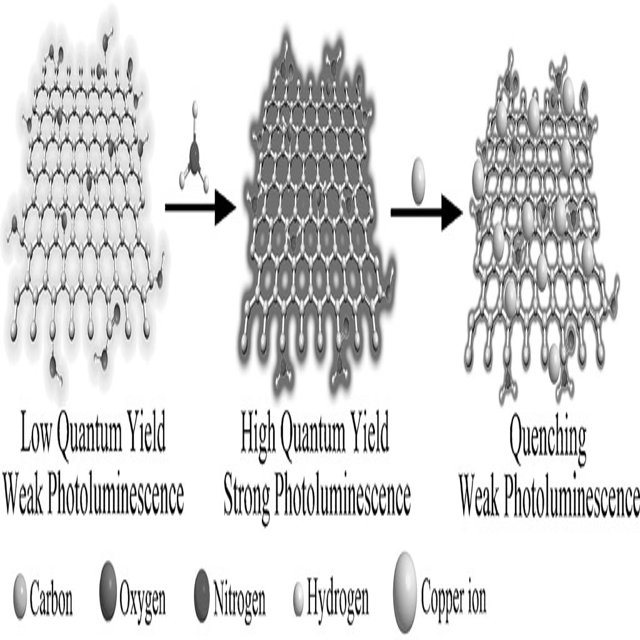 Low Quantum Yield
Weak Photoluminescence
High Quantum Yield
Strong Photoluminescence
Quenching
Weak Photoluminescence
Carbon
Oxygen
Nitrogen
Hydrogen
Copper ion